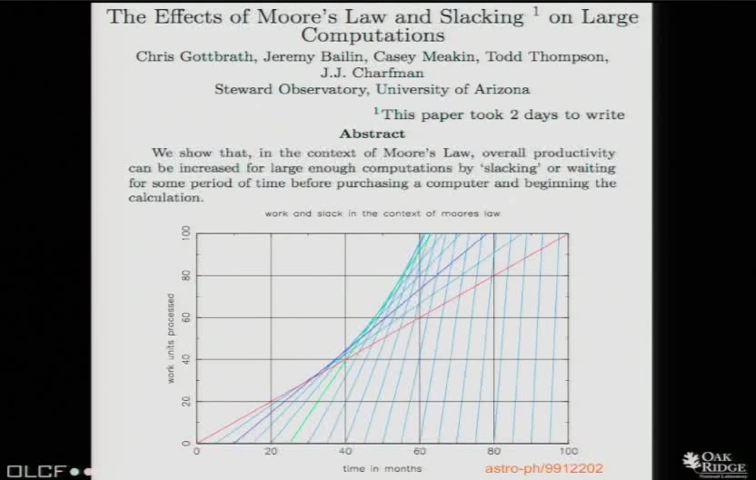 The Effects of Moore's Law and Slacking 1 on Large
Computations
Chris Gottbrath, Jeremy Bailin, Casey Meakin, Todd Thompson,
J.J. Charfman
Steward Observatory, University of Arizona
1This paper took 2 days to write
Abstract
We show that, in the context of Moore's Law, overall productivity
can be increased for large enough computations by 'slacking' or waiting
for some period of time before purchasing a computer and beginning the
calculation.
work and slack in the context of moores law
work units processed
100
80
60
40
20
0
0 20 40 60 80 100
time in months
astro-ph/9912202
OLCF
OAK
RIDGE
National Laboratory